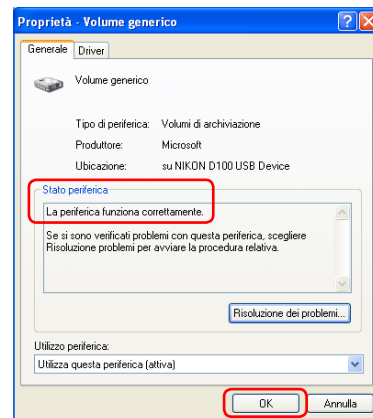 Proprietà - Volume generico
Generale Driver
Volume generico
Tipo di periferica: Volumi di archiviazione
Produttore: Microsoft
Ubicazione: su NIKON D100 USB Device
Stato periferica
La periferica funziona correttamente.
Se si sono verificati problemi con questa periferica, scegliere
Risoluzione problemi per avviare la procedura relativa.
Risoluzione dei problemi...
Utilizzo periferica:
Utilizza questa periferica (attiva)
OK Annulla